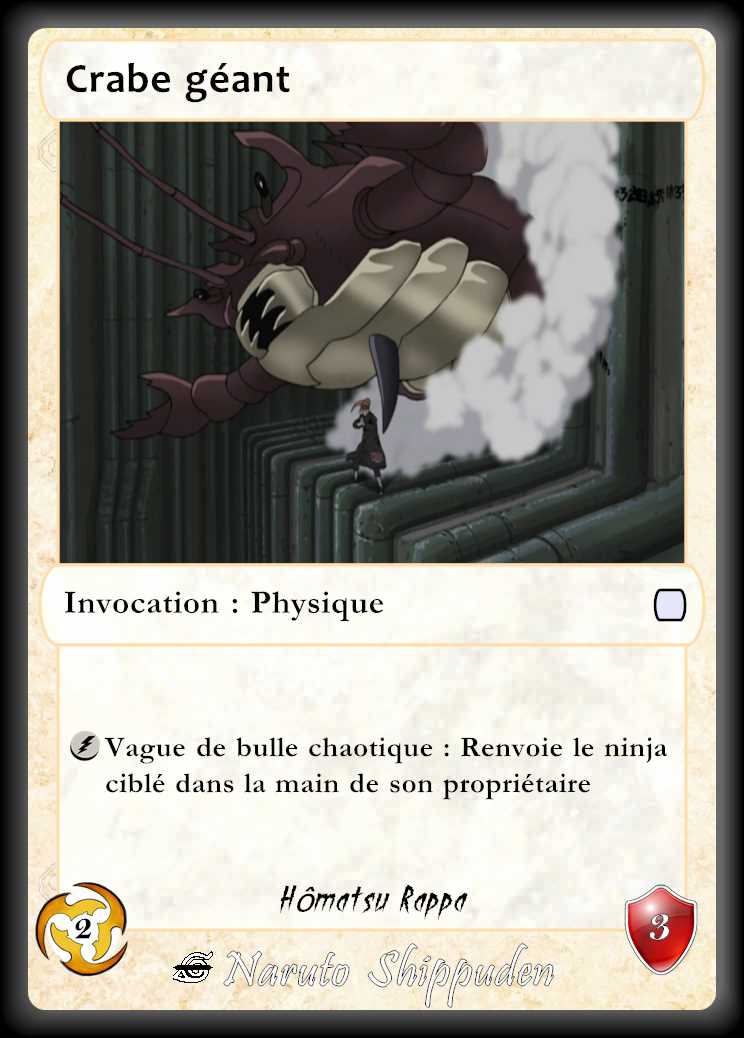 Crabe géant
Invocation : Physique
Vague de bulle chaotique : Renvoie le ninja
ciblé dans la main de son propriétaire
Hômatsu Rappa
2
3
Naruto Shippuden